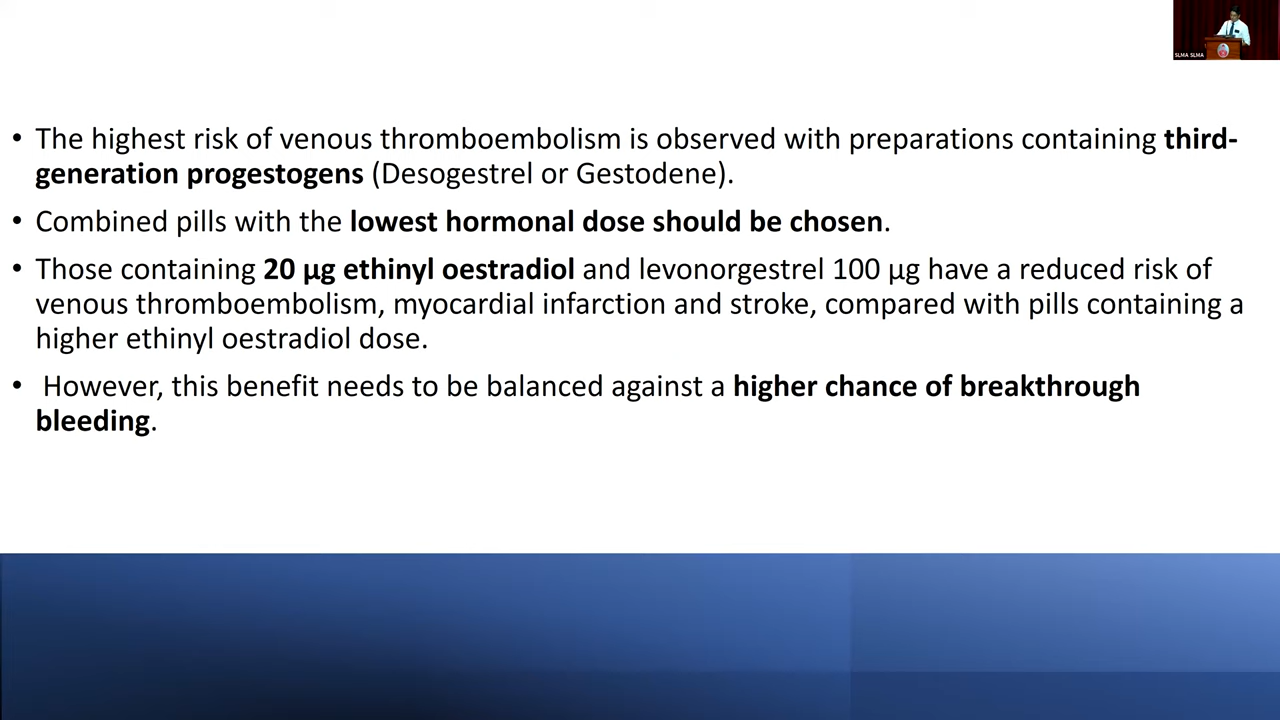 SLMA SLMA
• The highest risk of venous thromboembolism is observed with preparations containing third-
generation progestogens (Desogestrel or Gestodene).
• Combined pills with the lowest hormonal dose should be chosen.
• Those containing 20 µg ethinyl oestradiol and levonorgestrel 100 µg have a reduced risk of
venous thromboembolism, myocardial infarction and stroke, compared with pills containing a
higher ethinyl oestradiol dose.
• However, this benefit needs to be balanced against a higher chance of breakthrough
bleeding.